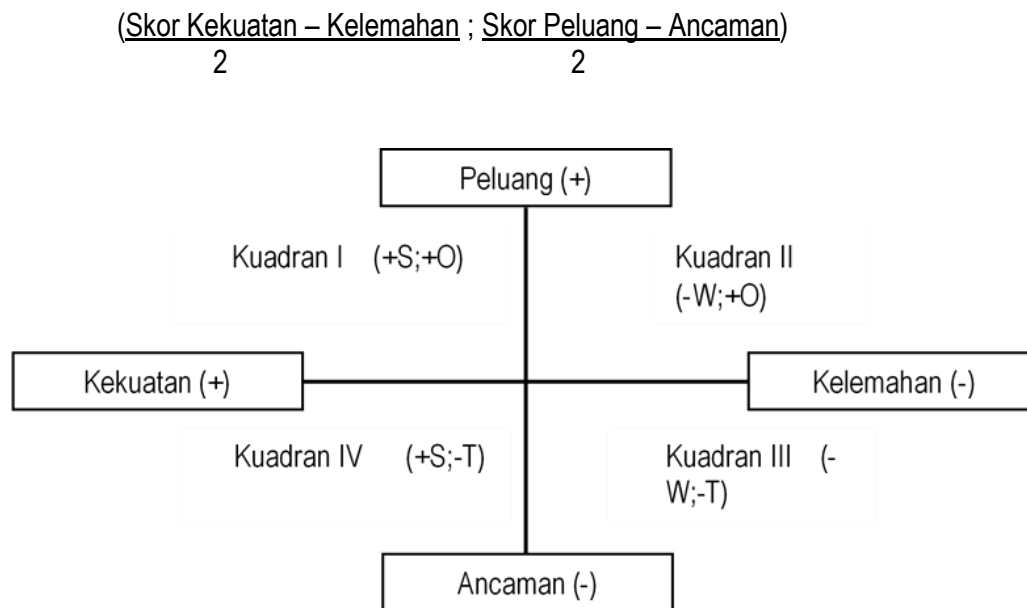 (Skor Kekuatan – Kelemahan ; Skor Peluang – Ancaman)
2 2
Peluang (+)
Kuadran I (+S;+O)
Kuadran II
(-W;+O)
Kekuatan (+)
Kelemahan (-)
Kuadran IV (+S;-T)
Kuadran III (-
W;-T)
Ancaman (-)